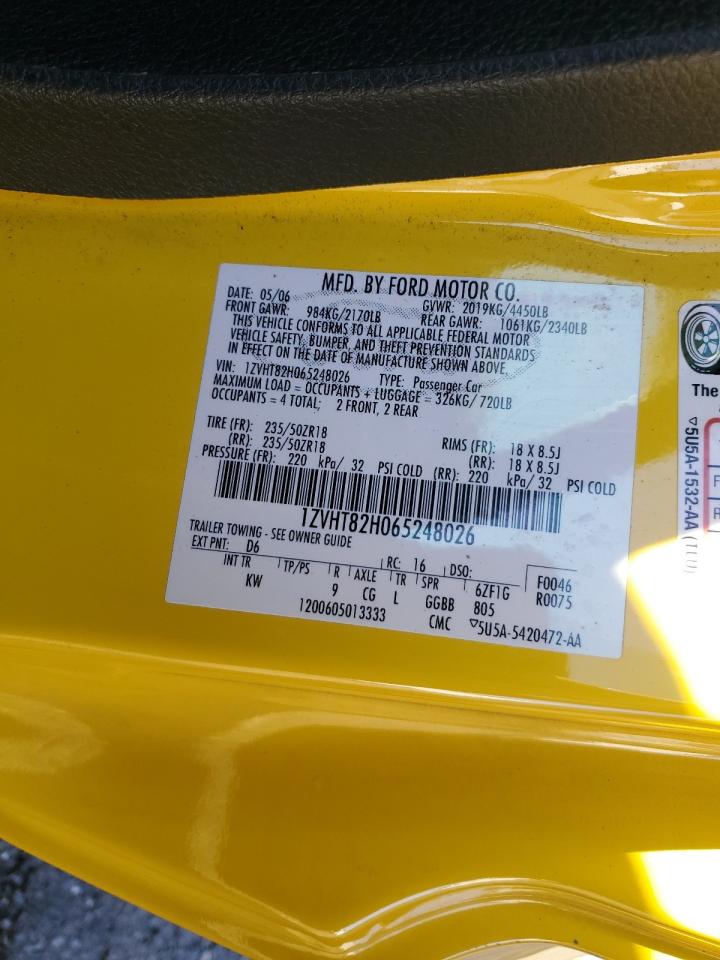 MFD. BY FORD MOTOR CO.
DATE: 05/06 GVWR: 2019KG/4450LB
FRONT GAWR: 984KG/2170LB REAR GAWR: 1061KG/2340LB
THIS VEHICLE CONFORMS TO ALL APPLICABLE FEDERAL MOTOR
VEHICLE SAFETY, BUMPER, AND THEFT PREVENTION STANDARDS
IN EFFECT ON THE DATE OF MANUFACTURE SHOWN ABOVE.
VIN: 1ZVHT82H065248026 TYPE: Passenger Car
MAXIMUM LOAD = OCCUPANTS + LUGGAGE = 326KG/720LB
OCCUPANTS = 4 TOTAL; 2 FRONT, 2 REAR
TIRE (FR): 235/50ZR18 RIMS (FR): 18 X 8.5J
(RR): 235/50ZR18 (RR): 18 X 8.5J
PRESSURE (FR): 220 kPa/ 32 PSI COLD (RR): 220 kPa/ 32 PSI COLD
1ZVHT82H065248026
TRAILER TOWING - SEE OWNER GUIDE
EXT PNT: D6 RC: 16 DSO: F0046
INT TR TP/PS R AXLE TR SPR 6ZF1G R0075
KW 9 CG L GGBB 805
1200605013333 CMC ▽5U5A-5420472-AA
The
▽5U5A-1532-AA (TLU)
F
R